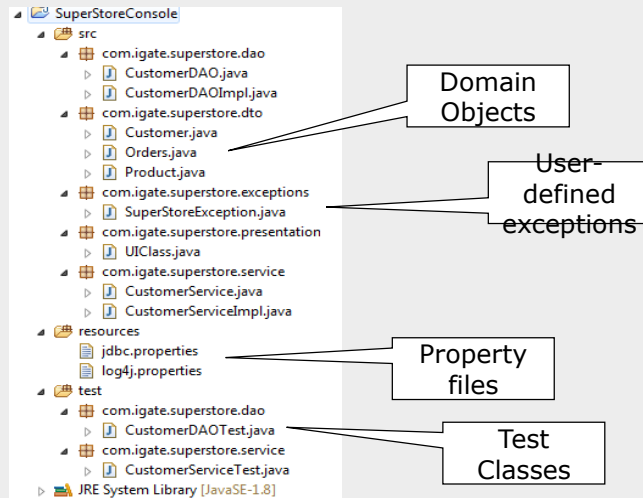 SuperStoreConsole
src
com.igate.superstore.dao
CustomerDAO.java
CustomerDAOImpl.java
com.igate.superstore.dto
Customer.java
Orders.java
Product.java
com.igate.superstore.exceptions
SuperStoreException.java
com.igate.superstore.presentation
UIClass.java
com.igate.superstore.service
CustomerService.java
CustomerServiceImpl.java
resources
jdbc.properties
log4j.properties
test
com.igate.superstore.dao
CustomerDAOTest.java
com.igate.superstore.service
CustomerServiceTest.java
JRE System Library [JavaSE-1.8]
Domain
Objects
User-
defined
exceptions
Property
files
Test
Classes